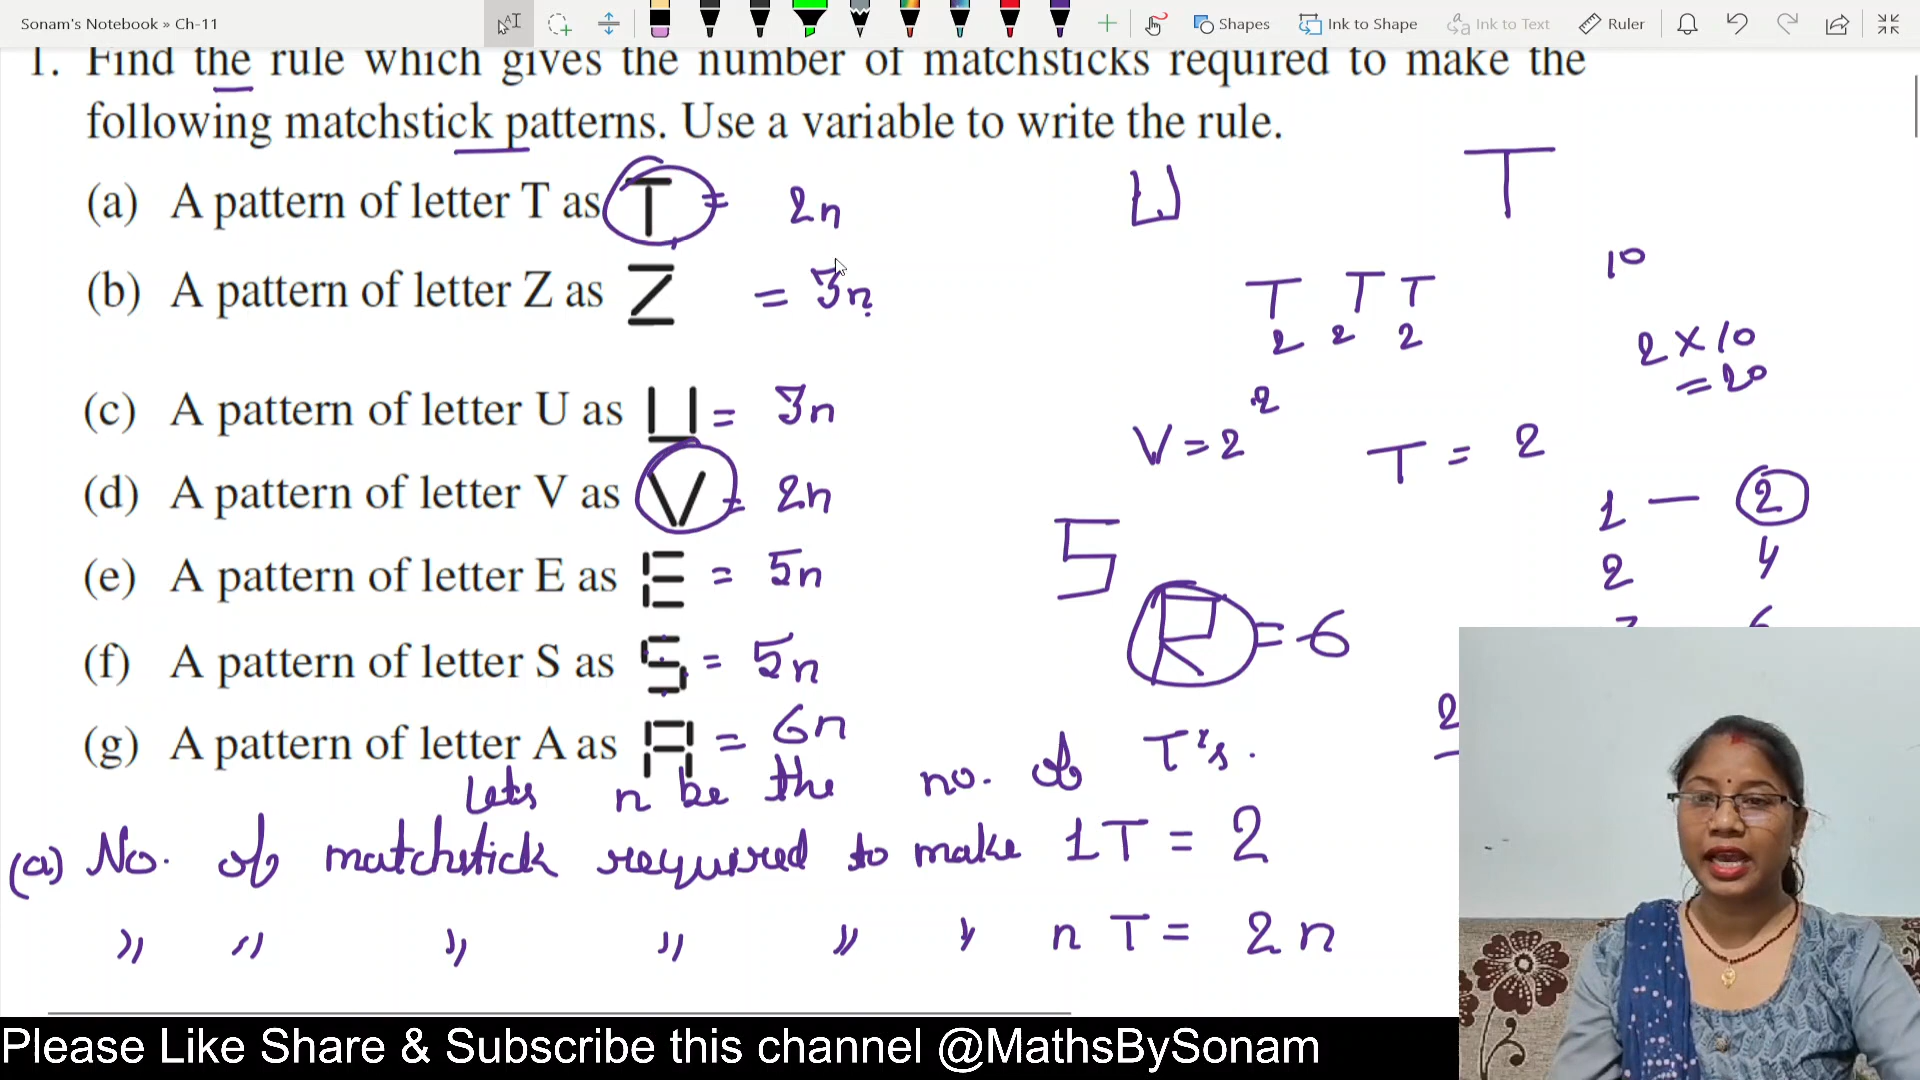 Sonam's Notebook » Ch-11
Shapes
Ink to Shape
Ink to Text
Ruler
1. Find the rule which gives the number of matchsticks required to make the
following matchstick patterns. Use a variable to write the rule.
(a) A pattern of letter T as T = 2n
(b) A pattern of letter Z as Z = 3n
(c) A pattern of letter U as U = 3n
(d) A pattern of letter V as V = 2n
(e) A pattern of letter E as E = 5n
(f) A pattern of letter S as S = 5n
(g) A pattern of letter A as A = 6n
U T
10
T T T
2 2 2
2 × 10
= 20
2
V = 2 T = 2
1 — 2
2 4
S
R = 6
2
Lets n be the no. of T's.
(a) No. of matchstick required to make 1T = 2
" " " " " " n T = 2n
Please Like Share & Subscribe this channel @MathsBySonam